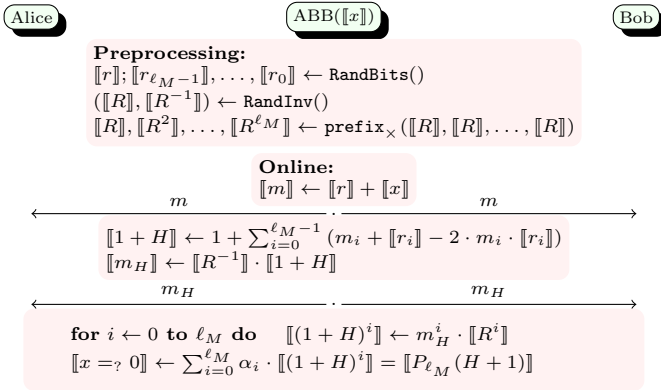 Alice ABB(⟦x⟧) Bob
Preprocessing:
⟦r⟧; ⟦r_{ℓ_M−1}⟧, …, ⟦r_0⟧ ← RandBits()
(⟦R⟧, ⟦R^{−1}⟧) ← RandInv()
⟦R⟧, ⟦R^2⟧, …, ⟦R^{ℓ_M}⟧ ← prefix_×(⟦R⟧, ⟦R⟧, …, ⟦R⟧)
Online:
⟦m⟧ ← ⟦r⟧ + ⟦x⟧
m m
⟦1 + H⟧ ← 1 + ∑_{i=0}^{ℓ_M−1} (m_i + ⟦r_i⟧ − 2 · m_i · ⟦r_i⟧)
⟦m_H⟧ ← ⟦R^{−1}⟧ · ⟦1 + H⟧
m_H m_H
for i ← 0 to ℓ_M do ⟦(1 + H)^i⟧ ← m_H^i · ⟦R^i⟧
⟦x =_? 0⟧ ← ∑_{i=0}^{ℓ_M} α_i · ⟦(1 + H)^i⟧ = ⟦P_{ℓ_M}(H + 1)⟧